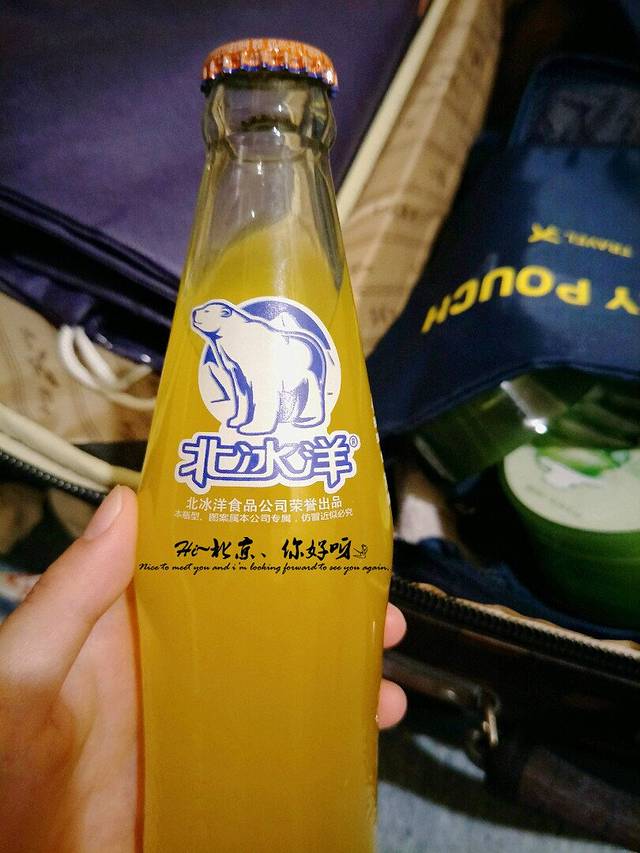 北冰洋®
北冰洋食品公司荣誉出品
本瓶型、图案属本公司专属，仿冒近似必究
Hi~北京、你好呀
Nice to meet you and i'm looking forward to see you again.
TRAVEL
Y POUCH